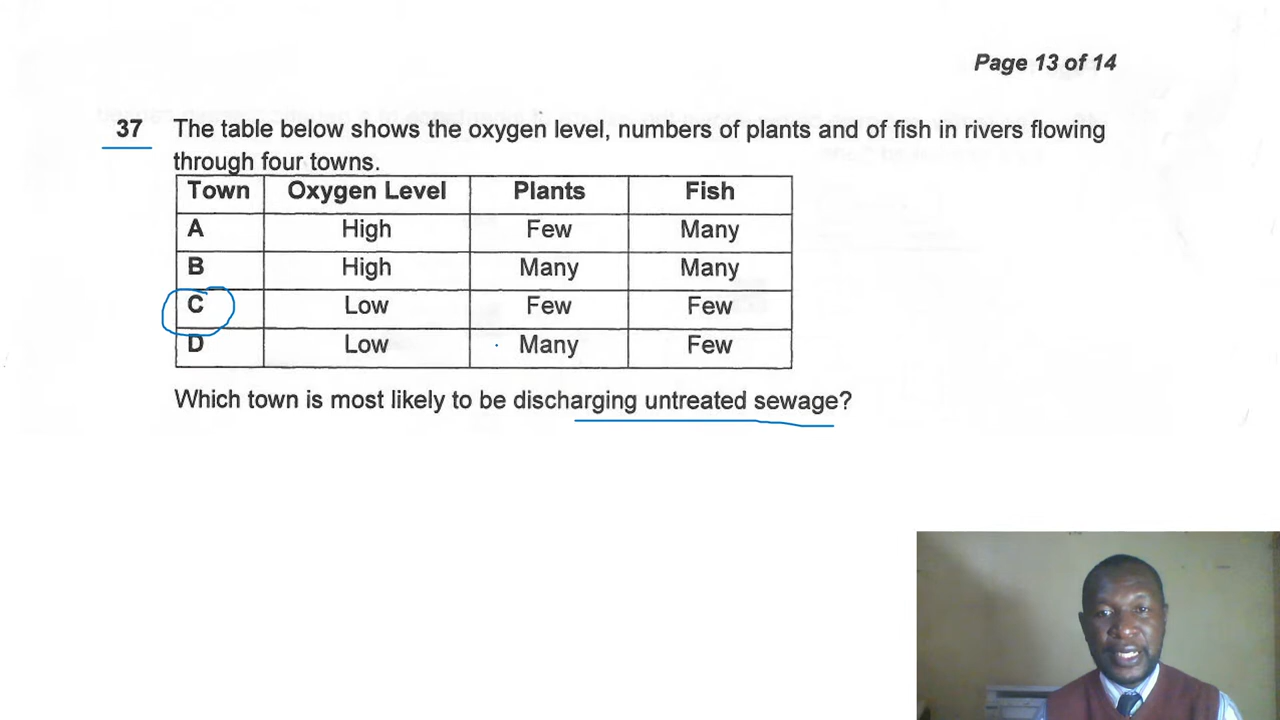 Page 13 of 14
37 The table below shows the oxygen level, numbers of plants and of fish in rivers flowing
through four towns.
Town Oxygen Level Plants Fish
A High Few Many
B High Many Many
C Low Few Few
D Low Many Few
Which town is most likely to be discharging untreated sewage?